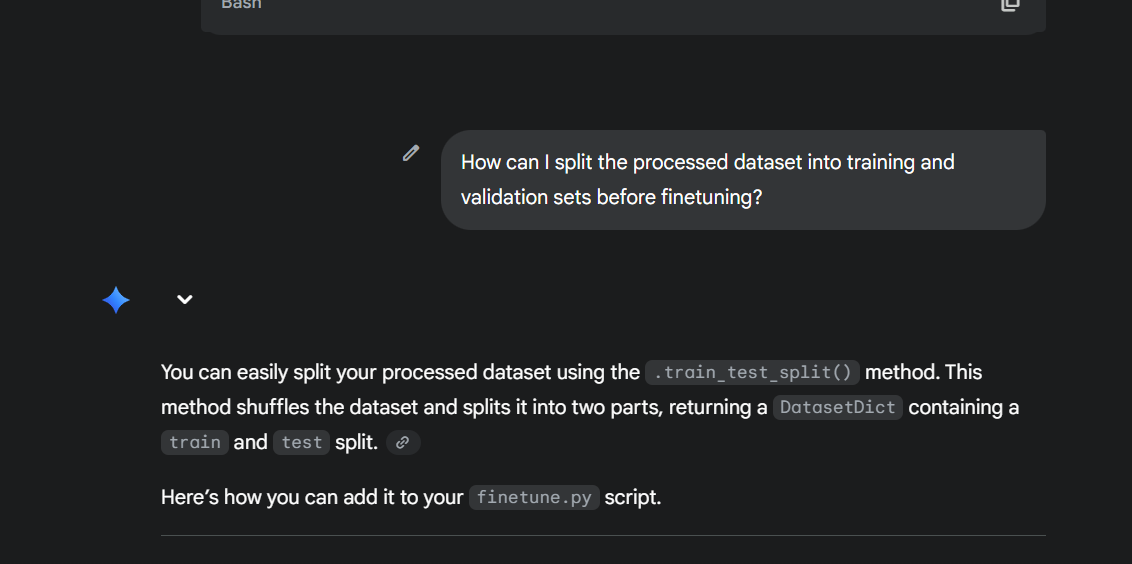 Bash
How can I split the processed dataset into training and
validation sets before finetuning?
You can easily split your processed dataset using the .train_test_split() method. This
method shuffles the dataset and splits it into two parts, returning a DatasetDict containing a
train and test split.
Here’s how you can add it to your finetune.py script.